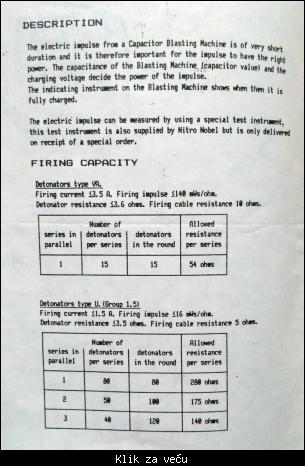 DESCRIPTION
The electric impulse from a Capacitor Blasting Machine is of very short
duration and it is therefore important for the impulse to have the right
power. The capacitance of the Blasting Machine (capacitor value) and the
charging voltage decide the power of the impulse.
The indicating instrument on the Blasting Machine shows when then it is
fully charged.
The electric impulse can be measured by using a special test instrument,
this test instrument is also supplied by Nitro Nobel but is only delivered
on receipt of a special order.
FIRING CAPACITY
Detonators type VA.
Firing current ≤3.5 A. Firing impulse ≤140 mWs/ohm.
Detonator resistance ≤3.6 ohms. Firing cable resistance 10 ohms.
series in parallel | Number of detonators per series | detonators in the round | Allowed resistance per series
1 | 15 | 15 | 54 ohm
Detonators type U.(Group 1.5)
Firing current ≤1.5 A. Firing impulse ≤16 mWs/ohm.
Detonator resistance ≤3.5 ohms. Firing cable resistance 5 ohms.
series in parallel | Number of detonators per series | detonators in the round | Allowed resistance per series
1 | 80 | 80 | 280 ohm
2 | 50 | 100 | 175 ohm
3 | 40 | 120 | 140 ohm
Klik za veću